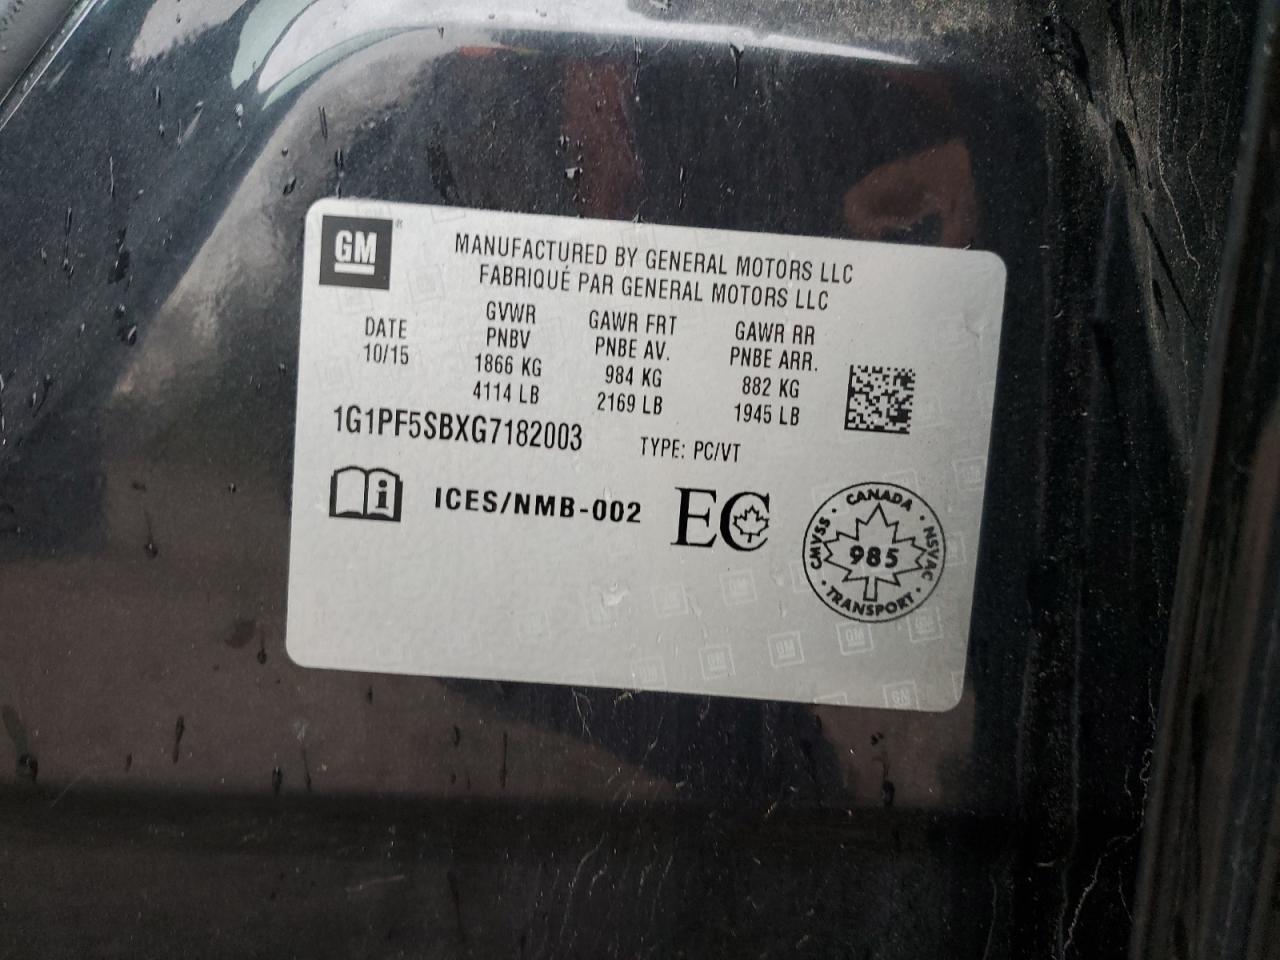 GM®
MANUFACTURED BY GENERAL MOTORS LLC
FABRIQUÉ PAR GENERAL MOTORS LLC
DATE
10/15
GVWR
PNBV
1866 KG
4114 LB
GAWR FRT
PNBE AV.
984 KG
2169 LB
GAWR RR
PNBE ARR.
882 KG
1945 LB
1G1PF5SBXG7182003
TYPE: PC/VT
i
ICES/NMB-002
EC
CANADA
CMVSS
985
NSVAC
TRANSPORT